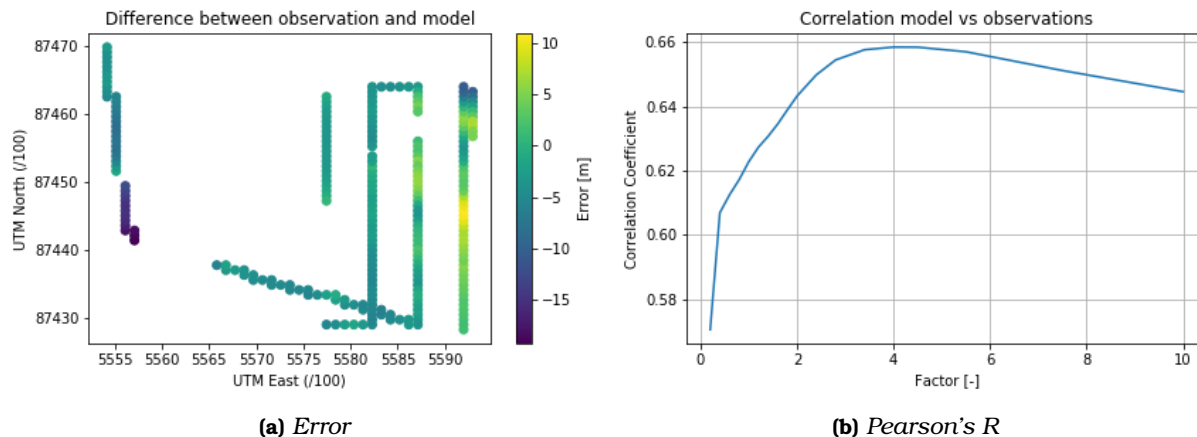 Difference between observation and model
87470
87460
87450
87440
87430
UTM North (/100)
5555 5560 5565 5570 5575 5580 5585 5590
UTM East (/100)
10
5
0
−5
−10
−15
Error [m]
(a) Error
Correlation model vs observations
0.66
0.64
0.62
0.60
0.58
Correlation Coefficient
0 2 4 6 8 10
Factor [-]
(b) Pearson's R